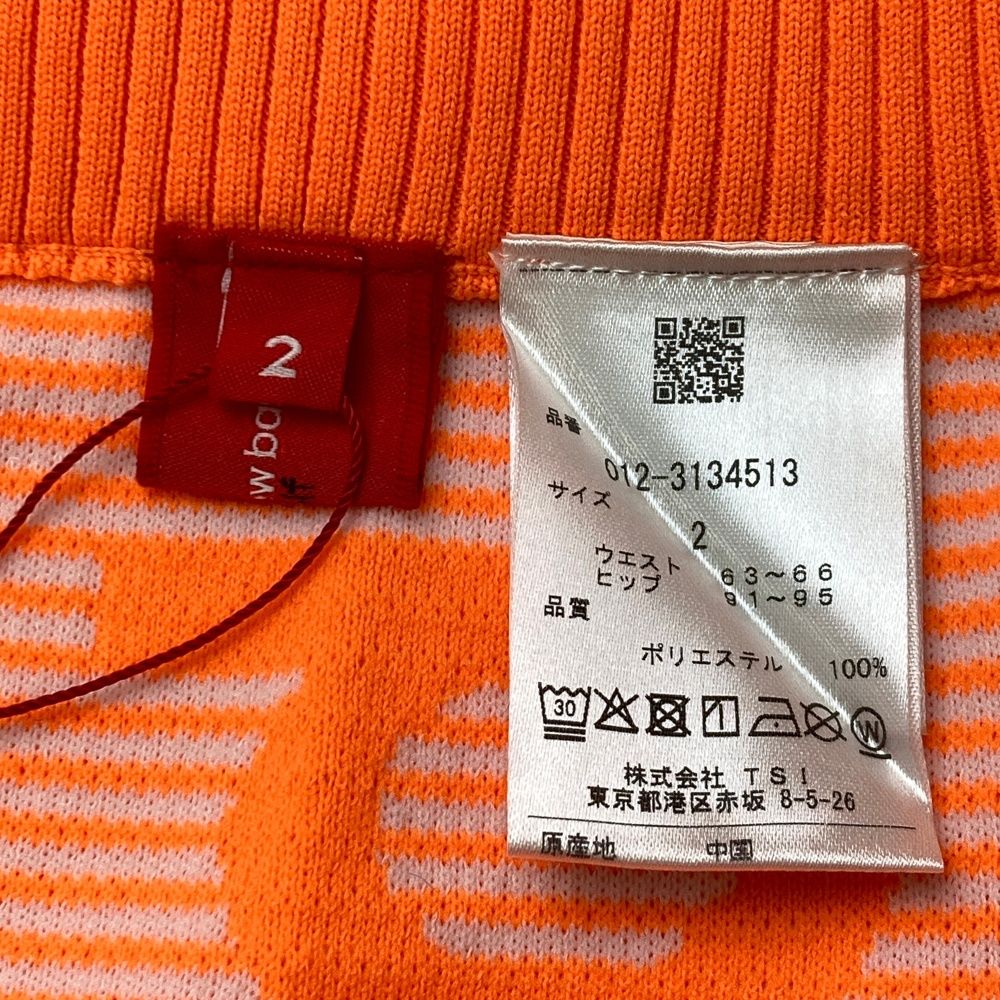 2
品番
012-3134513
サイズ
2
ウエスト 63～66
ヒップ 91～95
品質
ポリエステル 100%
30
W
株式会社 TSI
東京都港区赤坂 8-5-26
原産地 中国